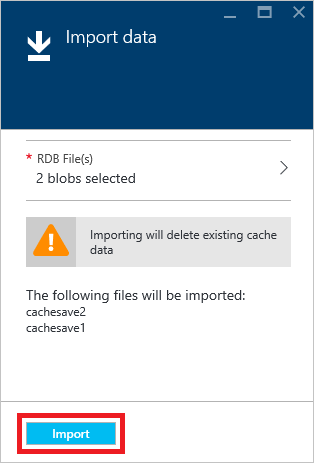 Import data
* RDB File(s)
2 blobs selected
Importing will delete existing cache
data
The following files will be imported:
cachesave2
cachesave1
Import